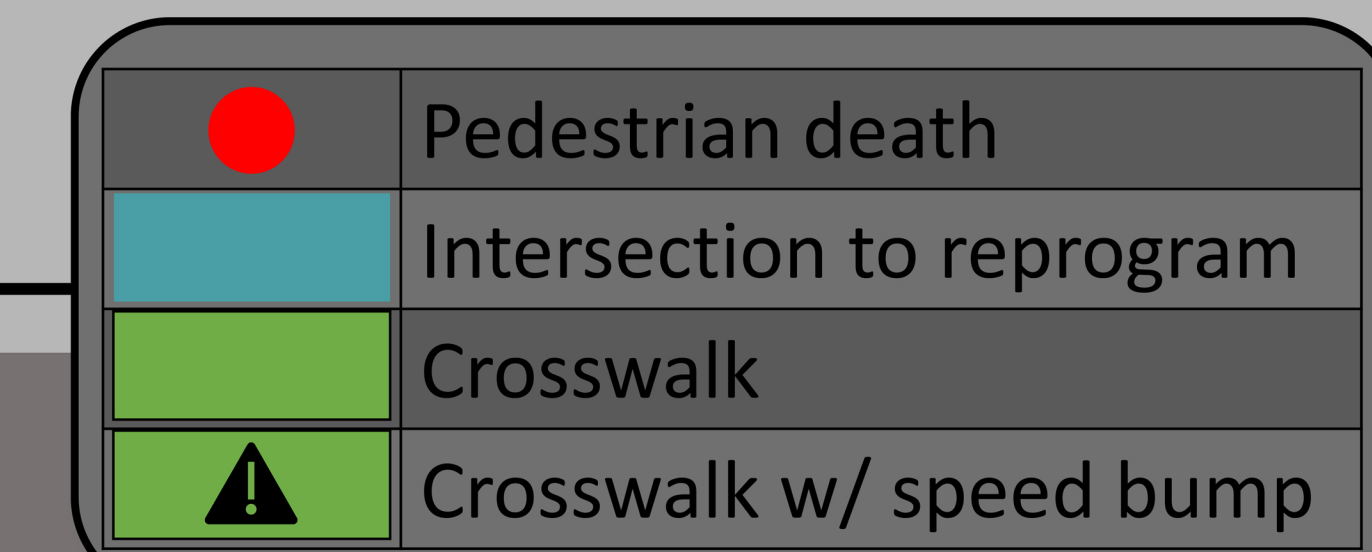 Pedestrian death
Intersection to reprogram
Crosswalk
Crosswalk w/ speed bump